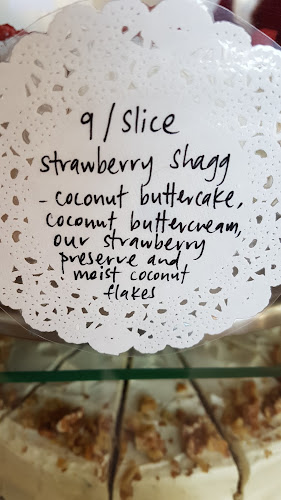 9/slice
strawberry shagg
- coconut buttercake,
coconut buttercream,
our strawberry
preserve and
moist coconut
flakes